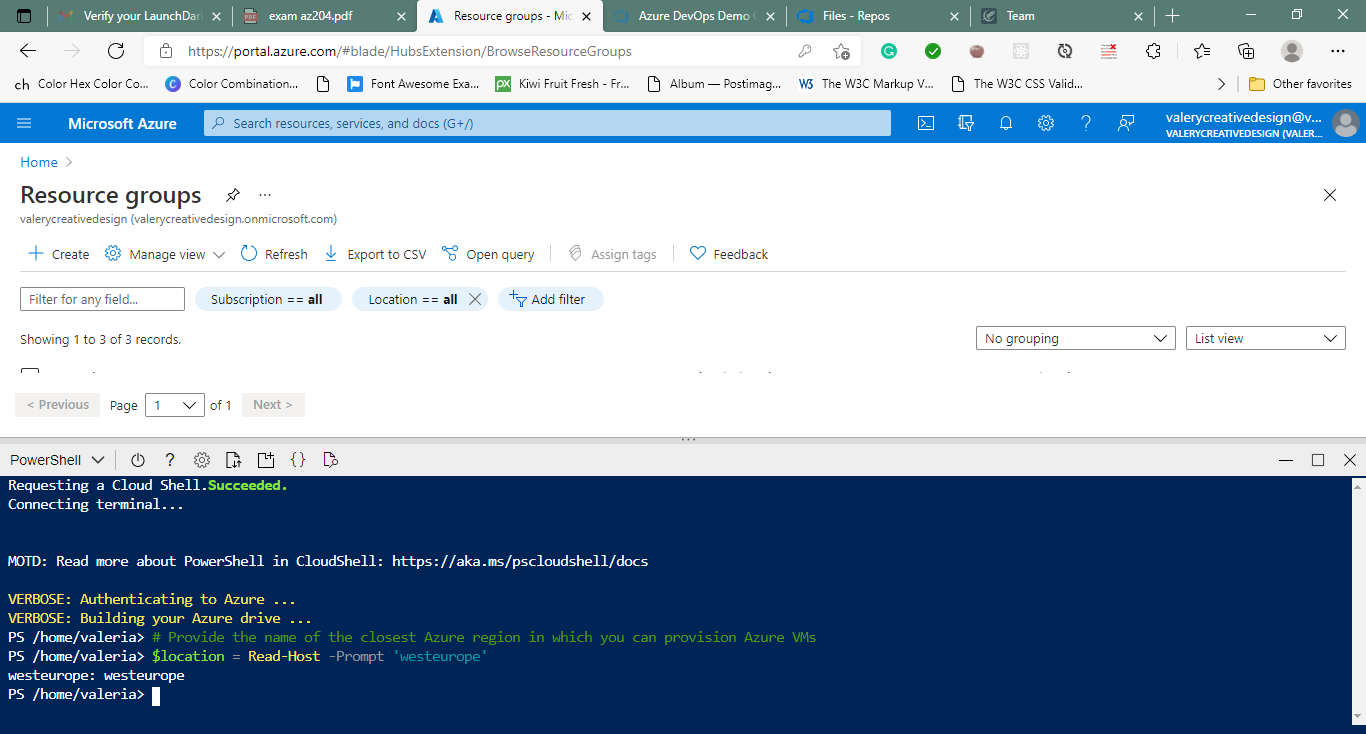 Verify your LaunchDar
exam az204.pdf
Resource groups - Mic
Azure DevOps Demo
Files - Repos
Team
https://portal.azure.com/#blade/HubsExtension/BrowseResourceGroups
ch Color Hex Color Co...
C Color Combination...
Font Awesome Exa...
px Kiwi Fruit Fresh - Fr...
Album — Postimag...
W3 The W3C Markup V...
The W3C CSS Valid...
Other favorites
Microsoft Azure
Search resources, services, and docs (G+/)
valerycreativedesign@v...
VALERYCREATIVEDESIGN (VALER...
Home >
Resource groups ...
valerycreativedesign (valerycreativedesign.onmicrosoft.com)
+ Create Manage view Refresh Export to CSV Open query Assign tags Feedback
Filter for any field... Subscription == all Location == all Add filter
Showing 1 to 3 of 3 records. No grouping List view
< Previous Page 1 of 1 Next >
PowerShell ? {}
Requesting a Cloud Shell.Succeeded.
Connecting terminal...
MOTD: Read more about PowerShell in CloudShell: https://aka.ms/pscloudshell/docs
VERBOSE: Authenticating to Azure ...
VERBOSE: Building your Azure drive ...
PS /home/valeria> # Provide the name of the closest Azure region in which you can provision Azure VMs
PS /home/valeria> $location = Read-Host -Prompt 'westeurope'
westeurope: westeurope
PS /home/valeria>